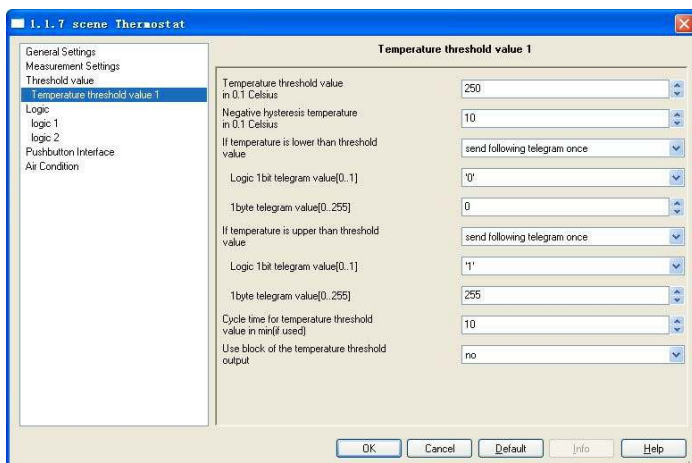 1.1.7 scene Thermostat
General Settings
Measurement Settings
Threshold value
Temperature threshold value 1
Logic
logic 1
logic 2
Pushbutton Interface
Air Condition
Temperature threshold value 1
Temperature threshold value
in 0.1 Celsius
250
Negative hysteresis temperature
in 0.1 Celsius
10
If temperature is lower than threshold
value
send following telegram once
Logic 1bit telegram value[0..1]
'0'
1byte telegram value[0..255]
0
If temperature is upper than threshold
value
send following telegram once
Logic 1bit telegram value[0..1]
'1'
1byte telegram value[0..255]
255
Cycle time for temperature threshold
value in min(if used)
10
Use block of the temperature threshold
output
no
OK
Cancel
Default
Info
Help